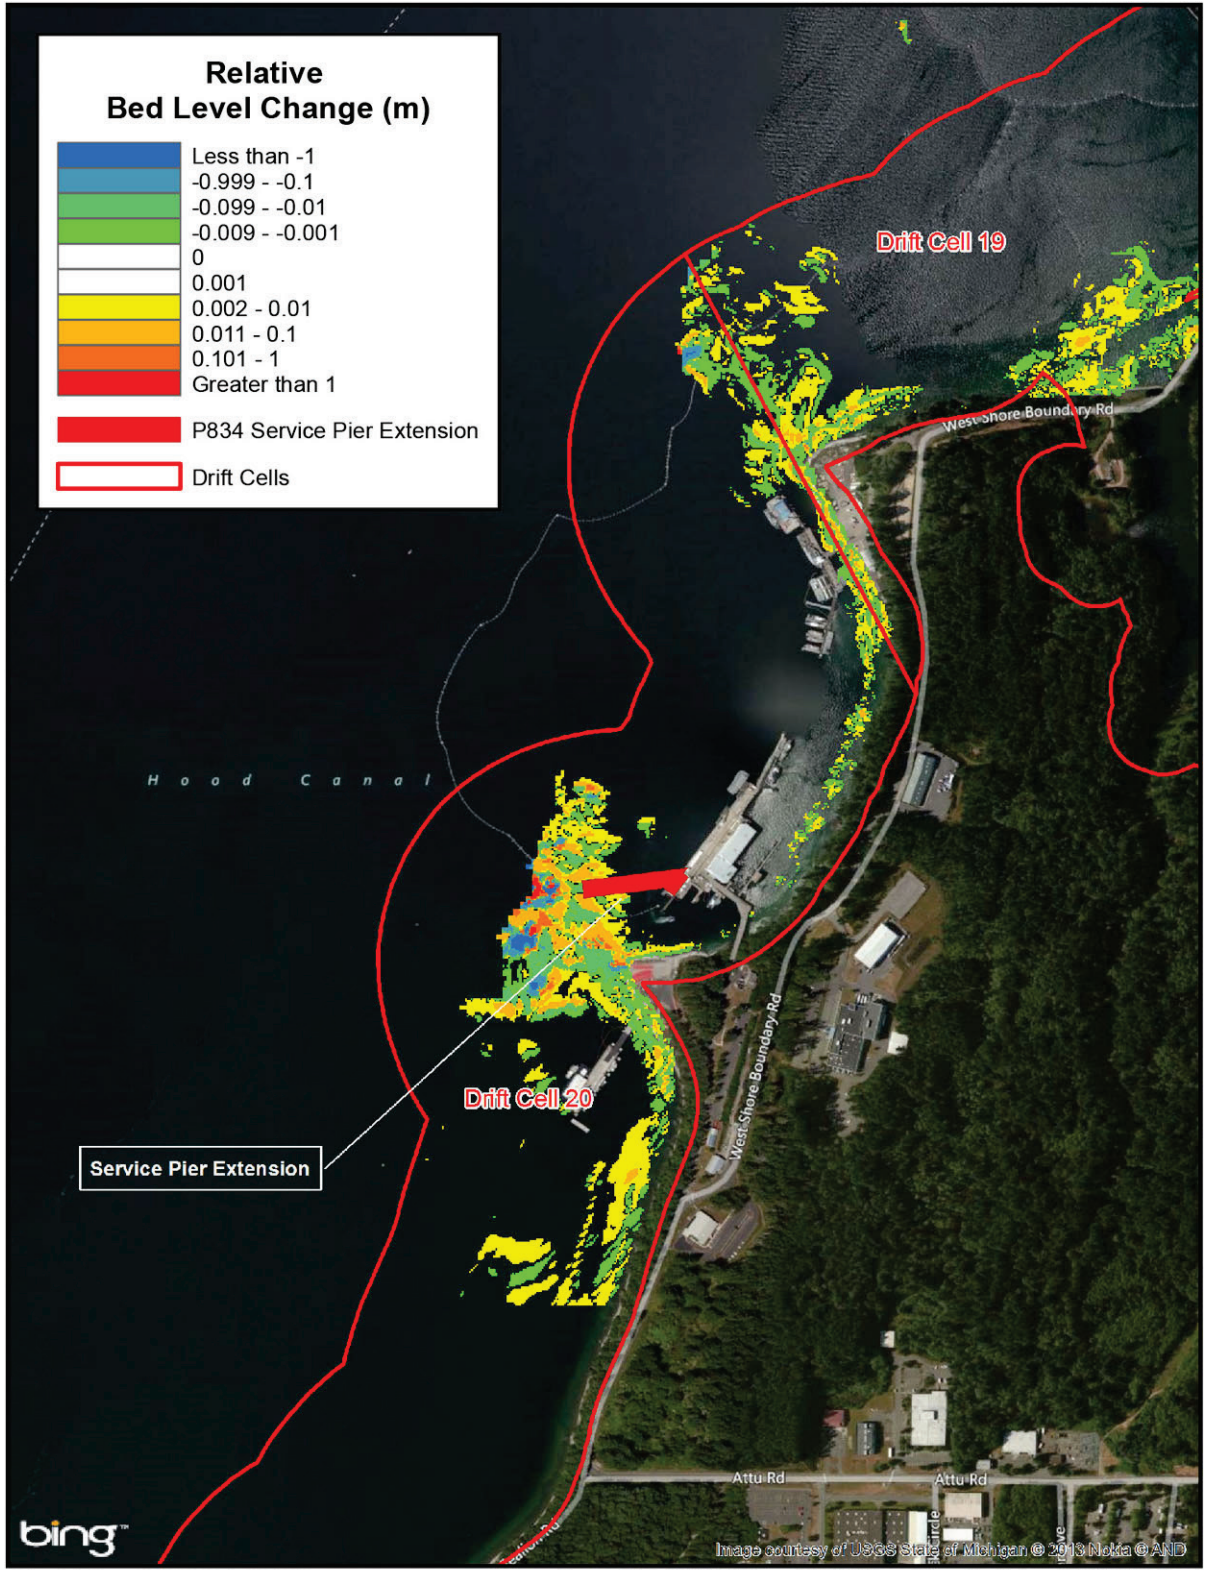 Relative
Bed Level Change (m)
Less than -1
-0.999 - -0.1
-0.099 - -0.01
-0.009 - -0.001
0
0.001
0.002 - 0.01
0.011 - 0.1
0.101 - 1
Greater than 1
P834 Service Pier Extension
Drift Cells
Drift Cell 19
West Shore Boundary Rd
Hood Canal
Drift Cell 20
West Shore Boundary Rd
Service Pier Extension
Attu Rd
Attu Rd
bing™
Image courtesy of USGS State of Michigan © 2013 Nokia © AND